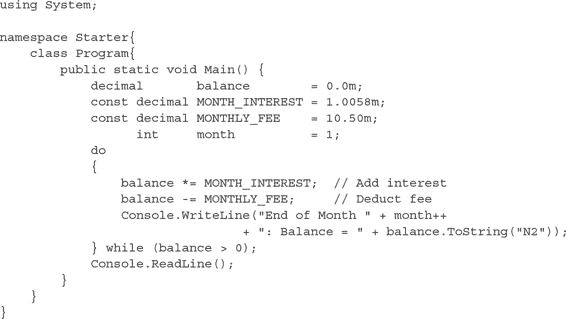 using System;
namespace Starter{
    class Program{
        public static void Main() {
            decimal       balance        = 0.0m;
            const decimal MONTH_INTEREST = 1.0058m;
            const decimal MONTHLY_FEE    = 10.50m;
                  int     month          = 1;
            do
            {
                balance *= MONTH_INTEREST;  // Add interest
                balance -= MONTHLY_FEE;     // Deduct fee
                Console.WriteLine("End of Month " + month++
                                + ": Balance = " + balance.ToString("N2"));
            } while (balance > 0);
            Console.ReadLine();
        }
    }
}